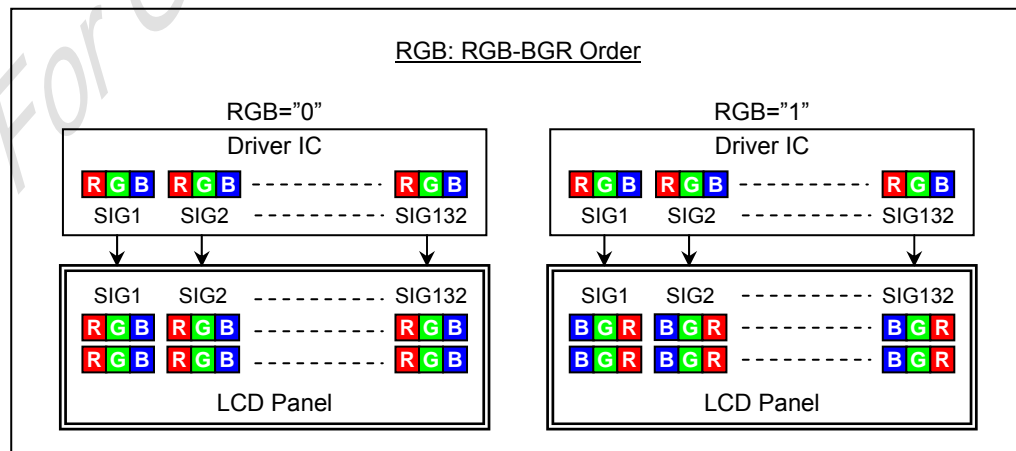 RGB: RGB-BGR Order
RGB=”0”
Driver IC
R G B R G B ---------------- R G B
SIG1 SIG2 ---------------- SIG132
SIG1 SIG2 ---------------- SIG132
R G B R G B ---------------- R G B
R G B R G B ---------------- R G B
LCD Panel
RGB=”1”
Driver IC
R G B R G B ---------------- R G B
SIG1 SIG2 ---------------- SIG132
SIG1 SIG2 ---------------- SIG132
B G R B G R ---------------- B G R
B G R B G R ---------------- B G R
LCD Panel
For